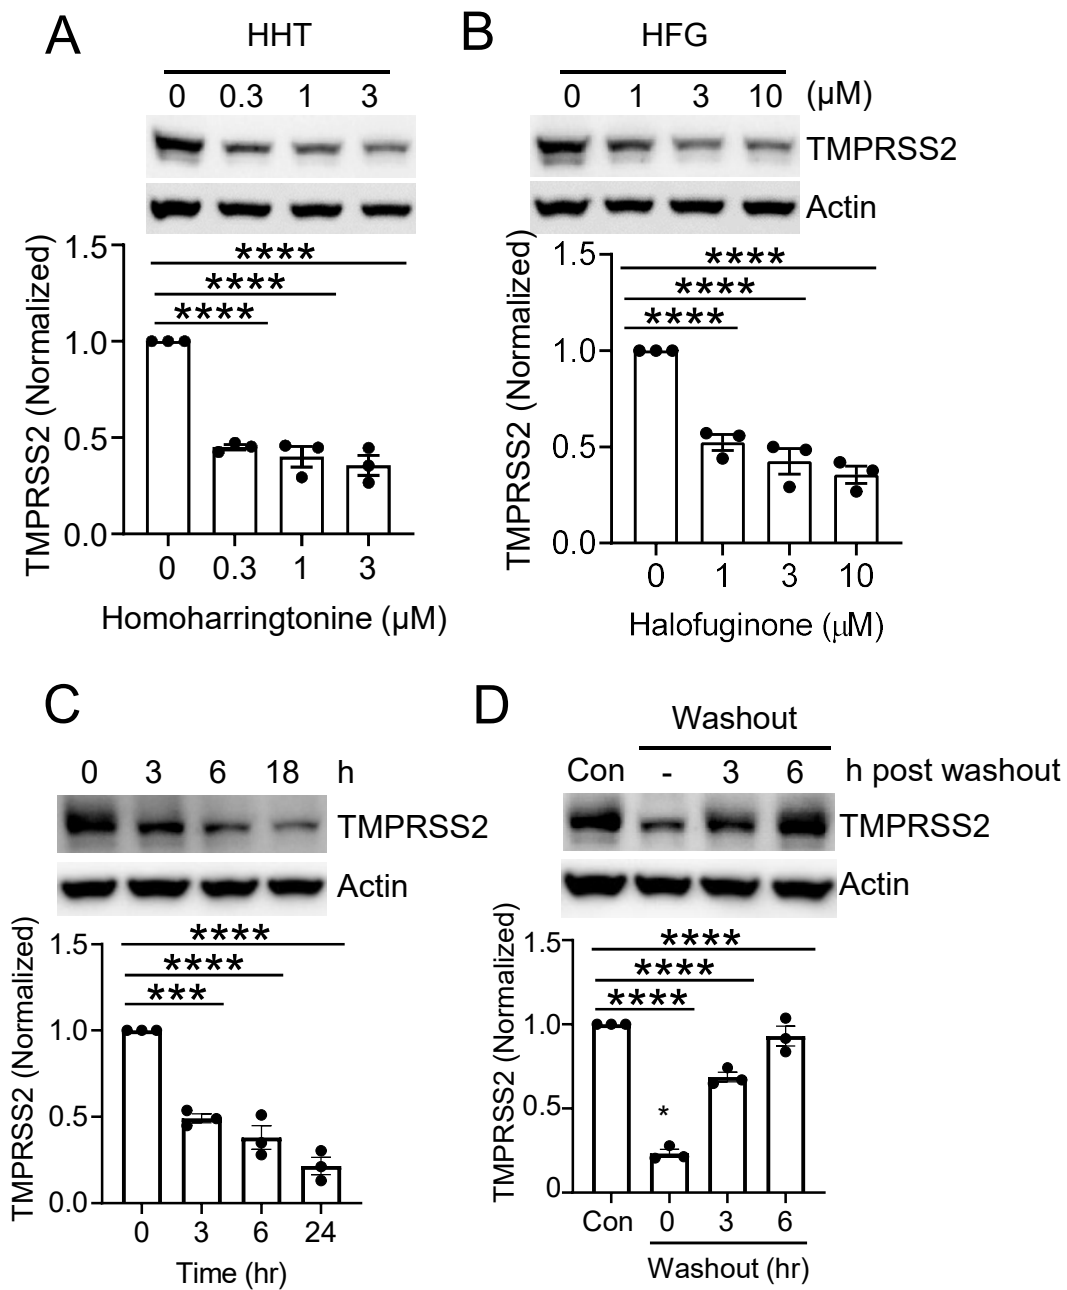 A
HHT
0 0.3 1 3
1.5
****
****
****
1.0
0.5
0.0
TMPRSS2 (Normalized)
0 0.3 1 3
Homoharringtonine (µM)
B
HFG
0 1 3 10 (µM)
TMPRSS2
Actin
1.5
****
****
****
1.0
0.5
0.0
TMPRSS2 (Normalized)
0 1 3 10
Halofuginone (µM)
C
0 3 6 18 h
TMPRSS2
Actin
1.5
****
****
***
1.0
0.5
0.0
TMPRSS2 (Normalized)
0 3 6 24
Time (hr)
D
Washout
Con - 3 6 h post washout
TMPRSS2
Actin
1.5
****
****
****
1.0
0.5
*
0
TMPRSS2 (Normalized)
Con 0 3 6
Washout (hr)